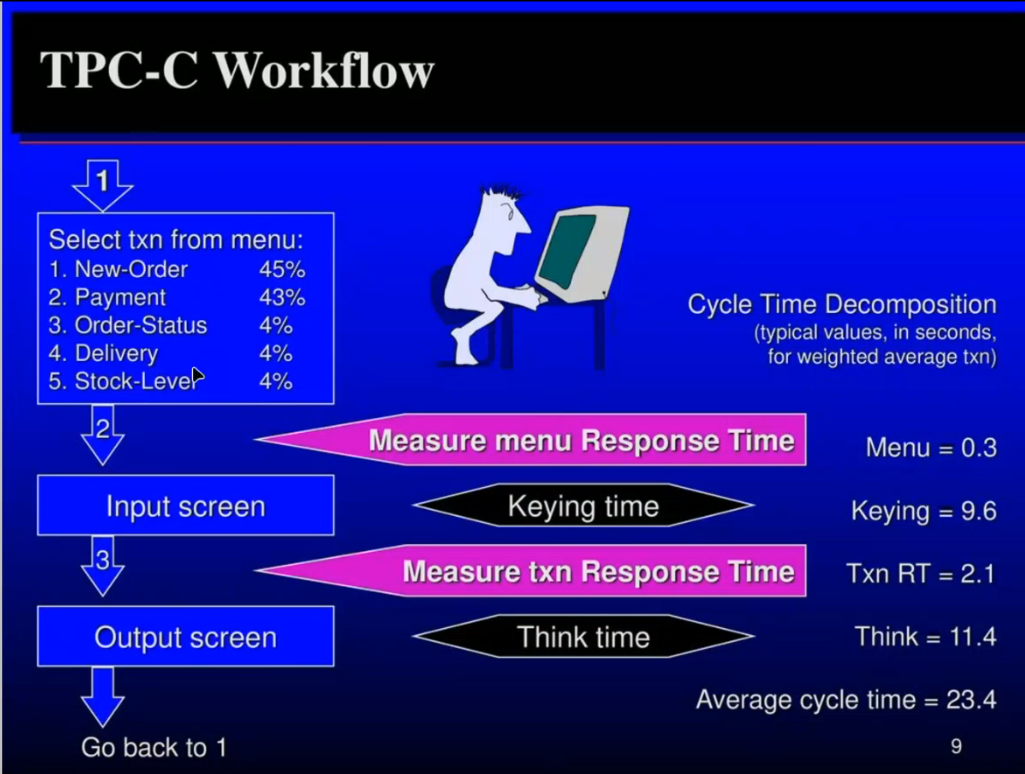 TPC-C Workflow
1
Select txn from menu:
1. New-Order 45%
2. Payment 43%
3. Order-Status 4%
4. Delivery 4%
5. Stock-Level 4%
Cycle Time Decomposition
(typical values, in seconds,
for weighted average txn)
2
Measure menu Response Time
Menu = 0.3
Input screen
Keying time
Keying = 9.6
3
Measure txn Response Time
Txn RT = 2.1
Output screen
Think time
Think = 11.4
Average cycle time = 23.4
Go back to 1
9